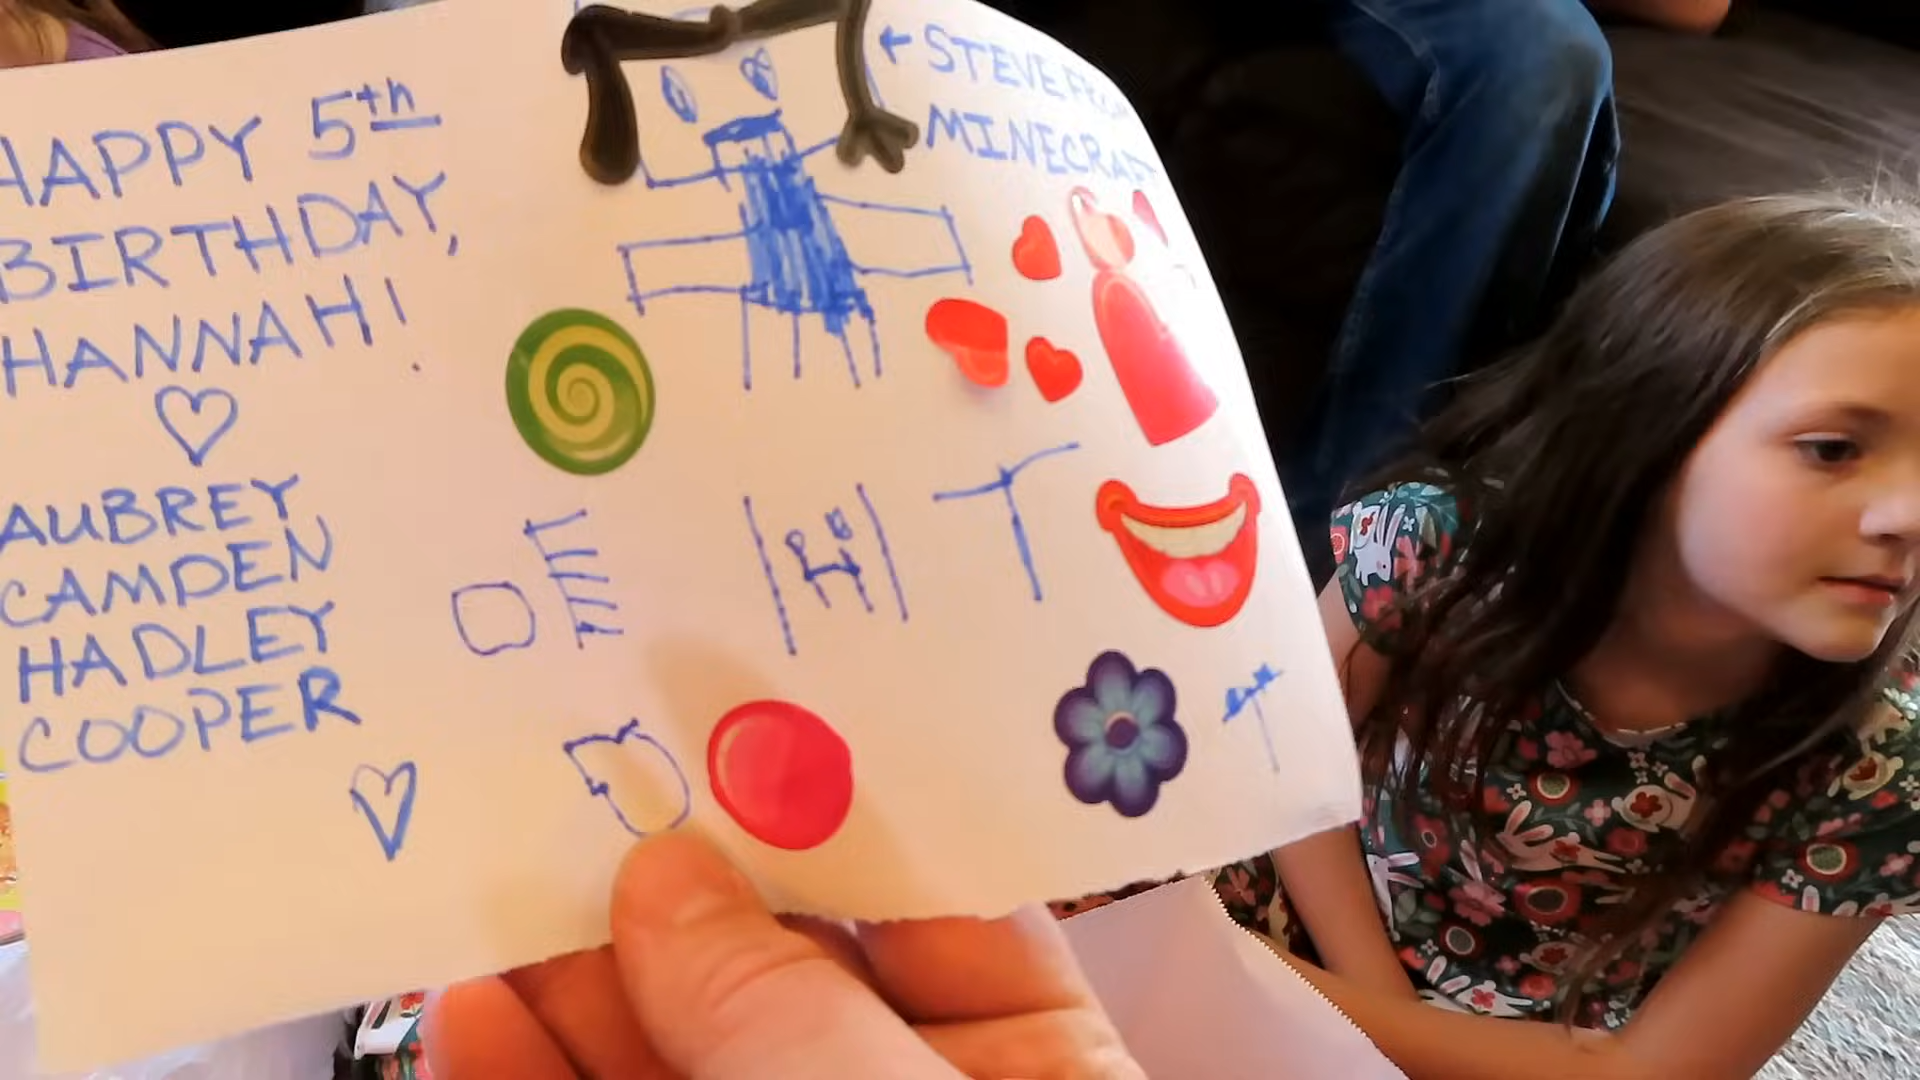 HAPPY 5th
BIRTHDAY,
HANNAH!
AUBREY
CAMDEN
HADLEY
COOPER
← STEVE FROM
MINECRAFT